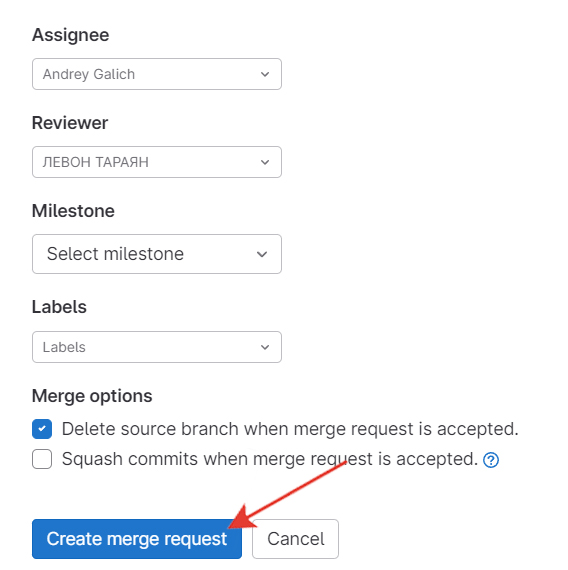 Assignee
Andrey Galich
Reviewer
ЛЕВОН ТАРАЯН
Milestone
Select milestone
Labels
Labels
Merge options
Delete source branch when merge request is accepted.
Squash commits when merge request is accepted. ?
Create merge request Cancel